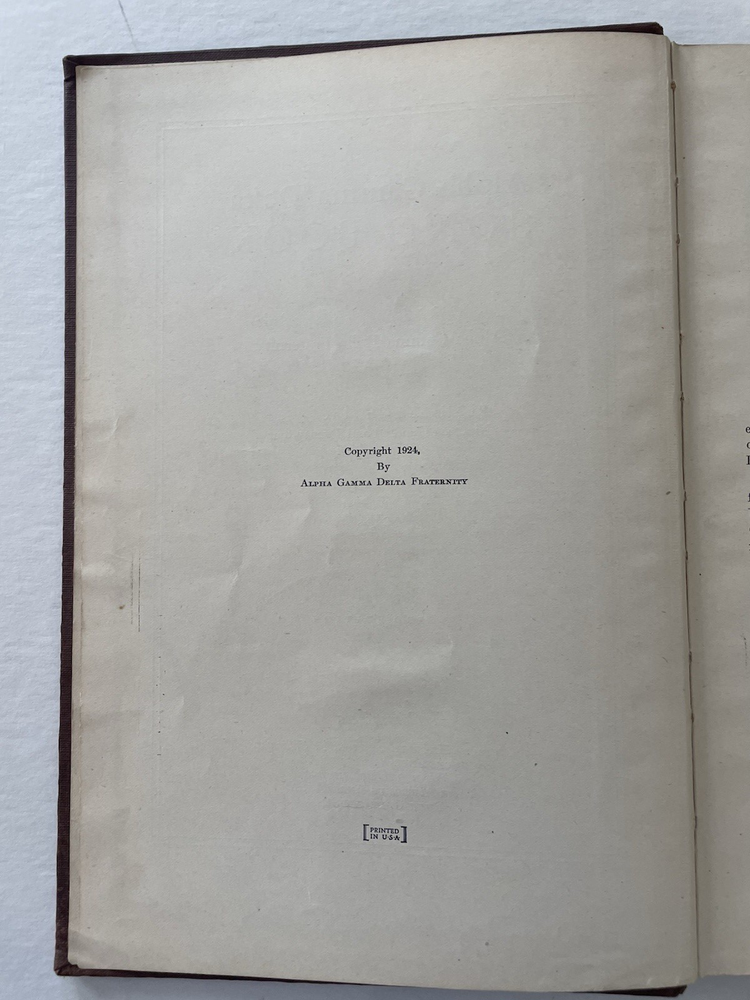 Copyright 1924,
By
Alpha Gamma Delta Fraternity
[PRINTED
IN U·S·A]